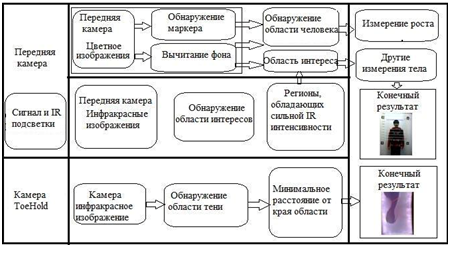 Передняя
камера
Передняя
камера
Цветное
изображения
Обнаружение
маркера
Вычитание фона
Обнаружение
области человека
Область интереса
Измерение роста
Другие
измерения тела
Сигнал и IR
подсветки
Передняя камера
Инфракрасные
изображения
Обнаружение
области интересов
Регионы,
обладающих
сильной IR
интенсивности
Конечный
результат
Камера
ToeHold
Камера
инфракрасное
изображение
Обнаружение
области тени
Минимальное
расстояние от
края области
Конечный
результат